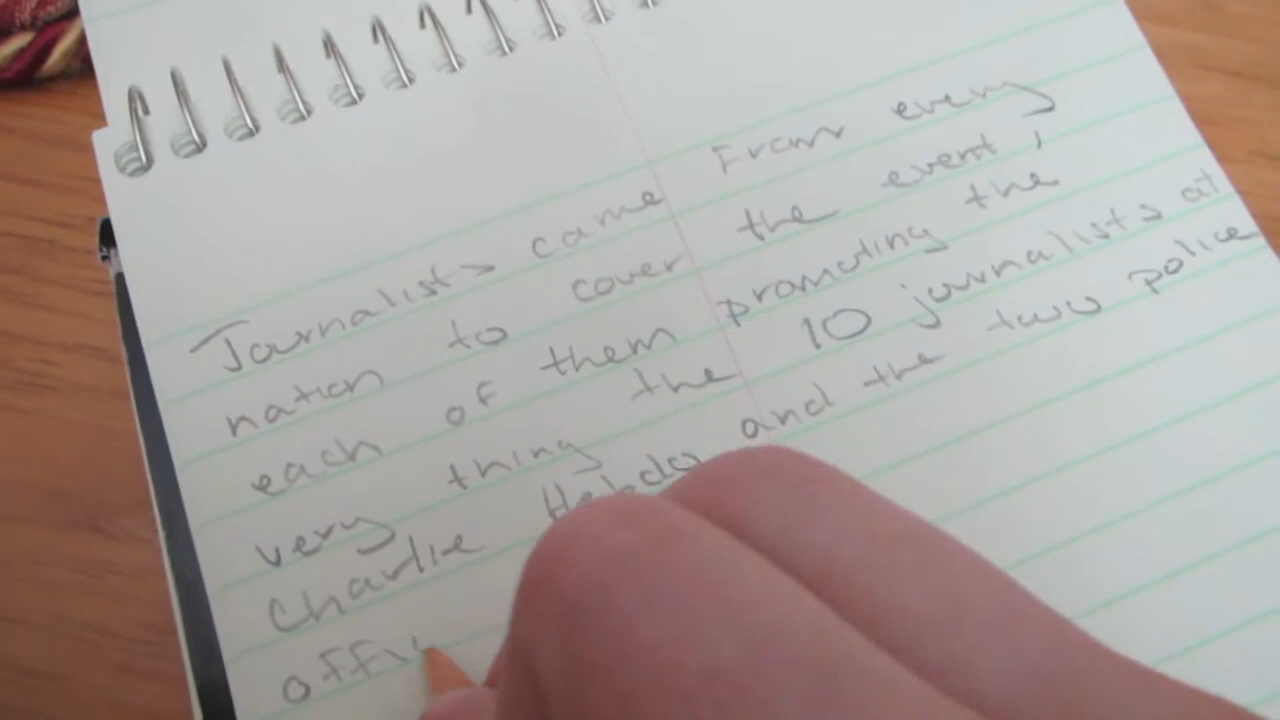 Journalists came From every
nation to cover the event,
each of them promoting the
very thing the 10 journalists at
Charlie Hebdo and the two police
offi